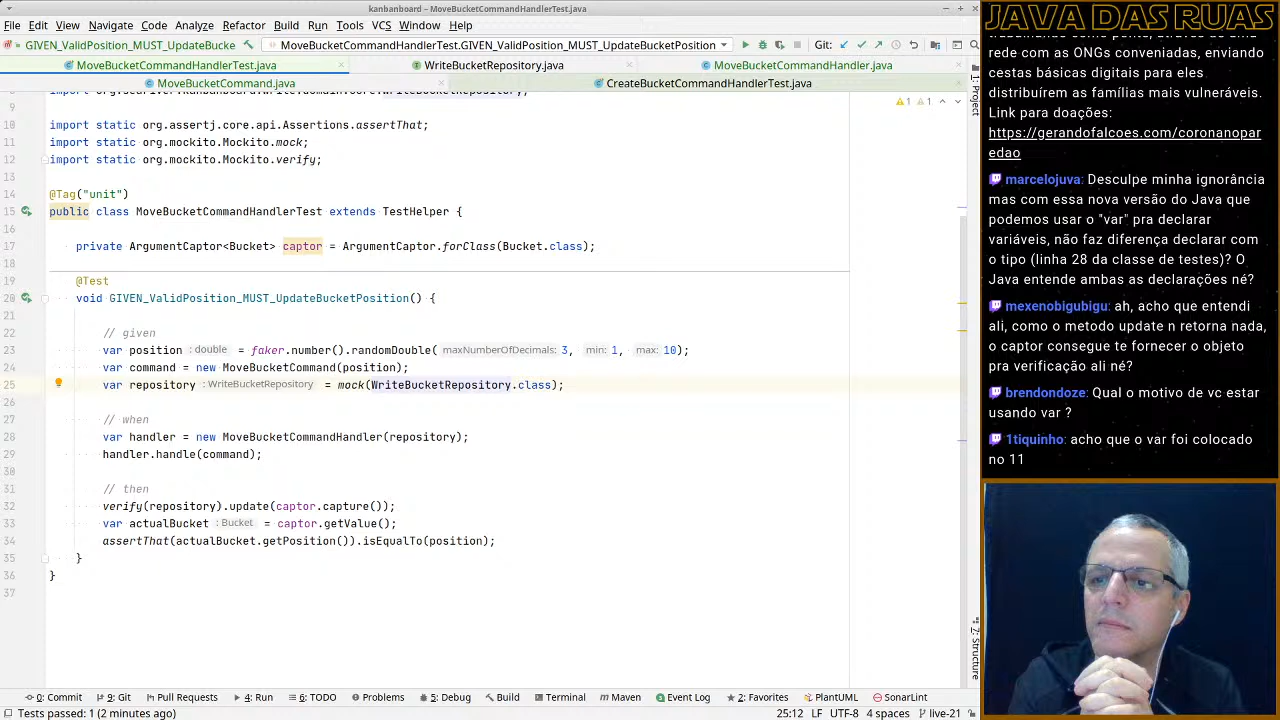 kanbanboard – MoveBucketCommandHandlerTest.java
File Edit View Navigate Code Analyze Refactor Build Run Tools VCS Window Help
GIVEN_ValidPosition_MUST_UpdateBucke
MoveBucketCommandHandlerTest.GIVEN_ValidPosition_MUST_UpdateBucketPosition
Git:
MoveBucketCommandHandlerTest.java
WriteBucketRepository.java
MoveBucketCommandHandler.java
MoveBucketCommand.java
CreateBucketCommandHandlerTest.java
1: Project
1 1
9
10 import static org.assertj.core.api.Assertions.assertThat;
11 import static org.mockito.Mockito.mock;
12 import static org.mockito.Mockito.verify;
13
14 @Tag("unit")
15 public class MoveBucketCommandHandlerTest extends TestHelper {
16
17 private ArgumentCaptor<Bucket> captor = ArgumentCaptor.forClass(Bucket.class);
18
19 @Test
20 void GIVEN_ValidPosition_MUST_UpdateBucketPosition() {
21
22 // given
23 var position : double = faker.number().randomDouble( maxNumberOfDecimals: 3, min: 1, max: 10);
24 var command = new MoveBucketCommand(position);
25 var repository : WriteBucketRepository = mock(WriteBucketRepository.class);
26
27 // when
28 var handler = new MoveBucketCommandHandler(repository);
29 handler.handle(command);
30
31 // then
32 verify(repository).update(captor.capture());
33 var actualBucket : Bucket = captor.getValue();
34 assertThat(actualBucket.getPosition()).isEqualTo(position);
35 }
36 }
37
7: Structure
0: Commit 9: Git Pull Requests 4: Run 6: TODO Problems 5: Debug Build Terminal Maven Event Log 2: Favorites PlantUML SonarLint
Tests passed: 1 (2 minutes ago)
25:12 LF UTF-8 4 spaces live-21
JAVA DAS RUAS
rede com as ONGs conveniadas, enviando
cestas básicas digitais para eles
distribuírem as famílias mais vulneráveis.
Link para doações:
https://gerandofalcoes.com/coronanopar
edao
marcelojuva: Desculpe minha ignorância
mas com essa nova versão do Java que
podemos usar o "var" pra declarar
variáveis, não faz diferença declarar com
o tipo (linha 28 da classe de testes)? O
Java entende ambas as declarações né?
mexenobigubigu: ah, acho que entendi
ali, como o metodo update n retorna nada,
o captor consegue te fornecer o objeto
pra verificação ali né?
brendondoze: Qual o motivo de vc estar
usando var ?
1tiquinho: acho que o var foi colocado
no 11